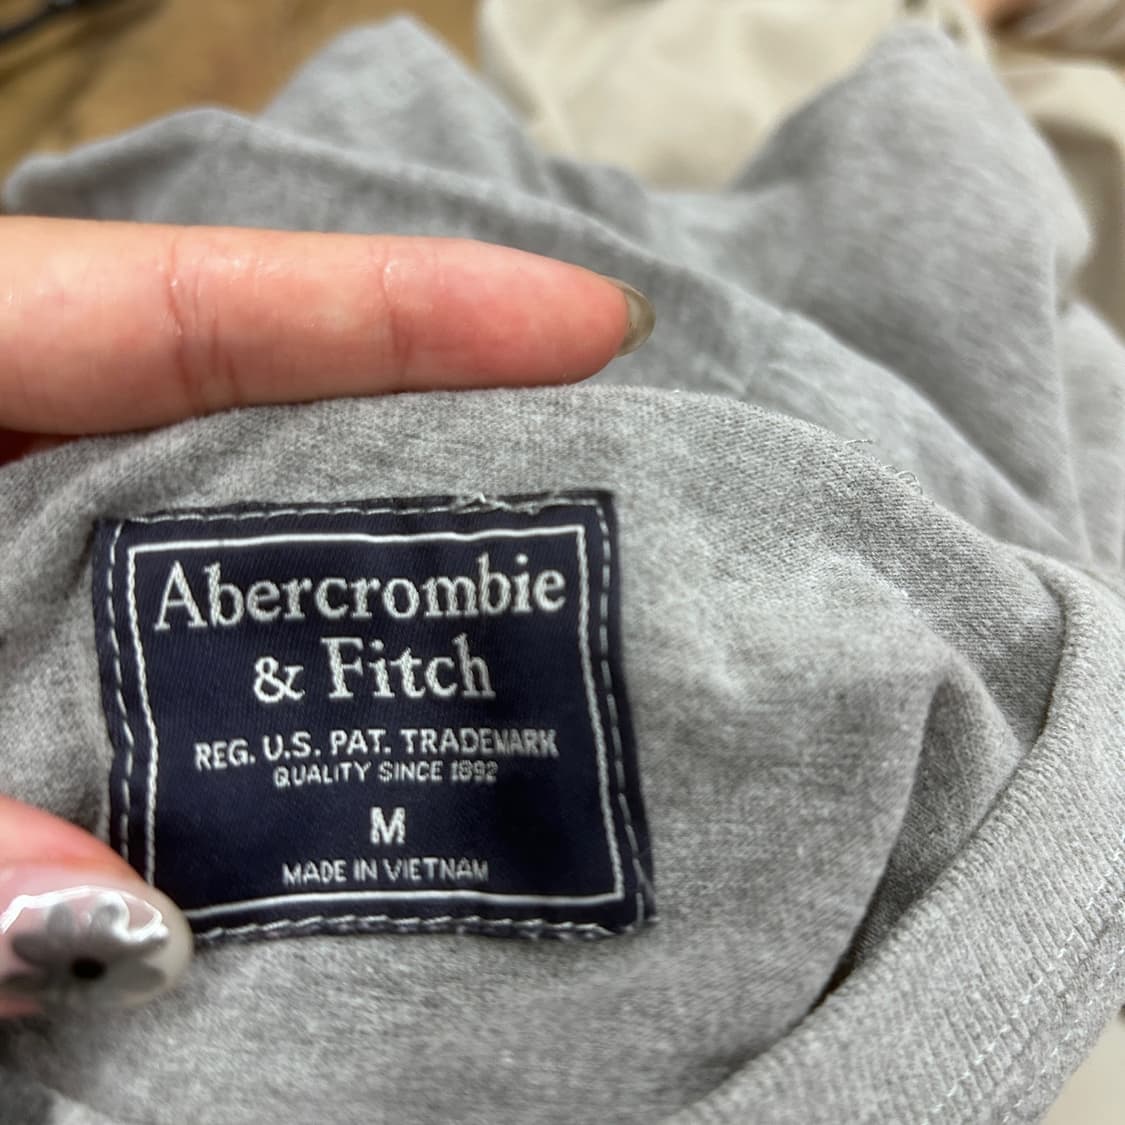 Abercrombie
& Fitch
REG. U.S. PAT. TRADEMARK
QUALITY SINCE 1892
M
MADE IN VIETNAM